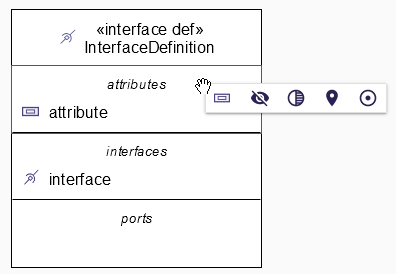 «interface def»
InterfaceDefinition
attributes
attribute
interfaces
interface
ports